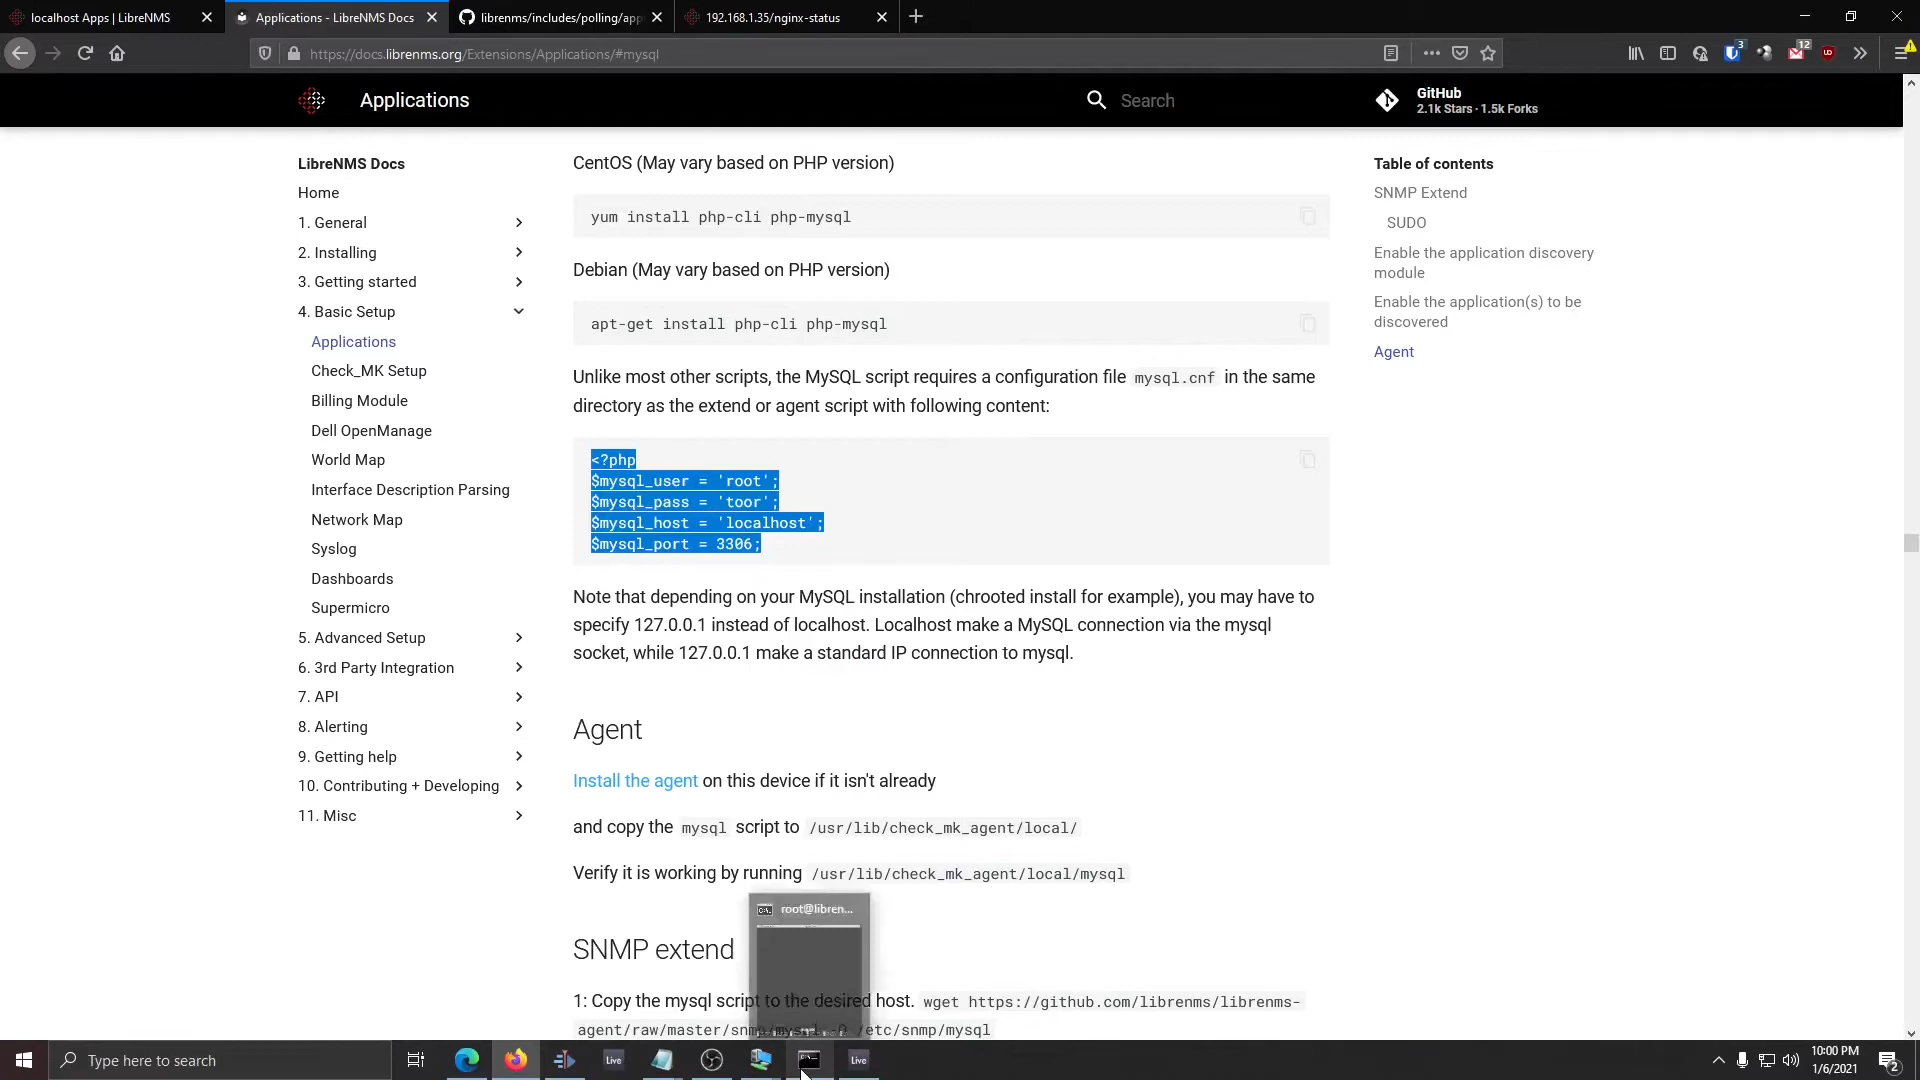 localhost Apps | LibreNMS
Applications - LibreNMS Docs
librenms/includes/polling/app
192.168.1.35/nginx-status
https://docs.librenms.org/Extensions/Applications/#mysql
3
12
Applications
Search
GitHub
2.1k Stars · 1.5k Forks
LibreNMS Docs
Home
1. General
2. Installing
3. Getting started
4. Basic Setup
Applications
Check_MK Setup
Billing Module
Dell OpenManage
World Map
Interface Description Parsing
Network Map
Syslog
Dashboards
Supermicro
5. Advanced Setup
6. 3rd Party Integration
7. API
8. Alerting
9. Getting help
10. Contributing + Developing
11. Misc
CentOS (May vary based on PHP version)
yum install php-cli php-mysql
Debian (May vary based on PHP version)
apt-get install php-cli php-mysql
Unlike most other scripts, the MySQL script requires a configuration file mysql.cnf in the same
directory as the extend or agent script with following content:
<?php
$mysql_user = 'root';
$mysql_pass = 'toor';
$mysql_host = 'localhost';
$mysql_port = 3306;
Note that depending on your MySQL installation (chrooted install for example), you may have to
specify 127.0.0.1 instead of localhost. Localhost make a MySQL connection via the mysql
socket, while 127.0.0.1 make a standard IP connection to mysql.
Agent
Install the agent on this device if it isn't already
and copy the mysql script to /usr/lib/check_mk_agent/local/
Verify it is working by running /usr/lib/check_mk_agent/local/mysql
root@libren...
SNMP extend
1: Copy the mysql script to the desired host. wget https://github.com/librenms/librenms-
agent/raw/master/snmp/mysql -O /etc/snmp/mysql
Table of contents
SNMP Extend
SUDO
Enable the application discovery
module
Enable the application(s) to be
discovered
Agent
Type here to search
Live
Live
10:00 PM
1/6/2021
2